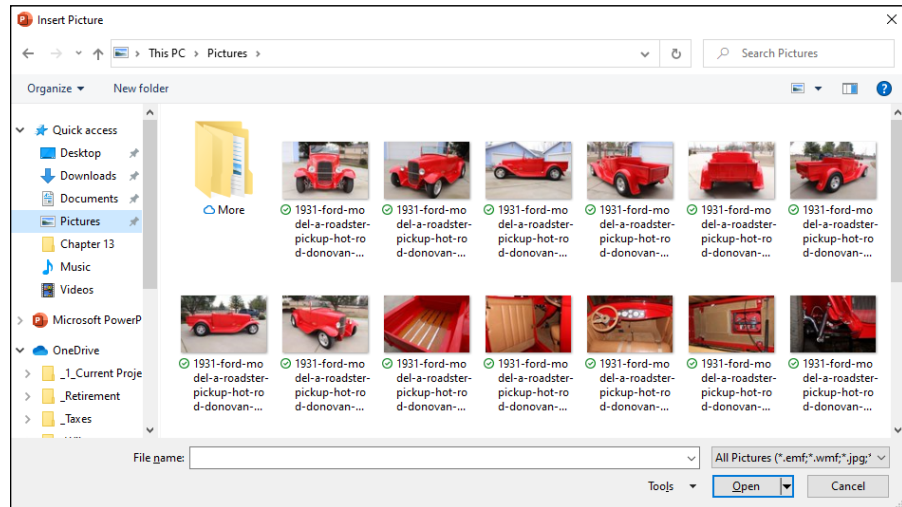 Insert Picture
This PC > Pictures >
Search Pictures
Organize
New folder
Quick access
Desktop
Downloads
Documents
Pictures
Chapter 13
Music
Videos
Microsoft PowerP
OneDrive
_1_Current Proje
_Retirement
_Taxes
More
1931-ford-mo
del-a-roadster-
pickup-hot-ro
d-donovan-...
1931-ford-mo
del-a-roadster-
pickup-hot-ro
d-donovan-...
1931-ford-mo
del-a-roadster-
pickup-hot-ro
d-donovan-...
1931-ford-mo
del-a-roadster-
pickup-hot-ro
d-donovan-...
1931-ford-mo
del-a-roadster-
pickup-hot-ro
d-donovan-...
1931-ford-mo
del-a-roadster-
pickup-hot-ro
d-donovan-...
1931-ford-mo
del-a-roadster-
pickup-hot-ro
d-donovan-...
1931-ford-mo
del-a-roadster-
pickup-hot-ro
d-donovan-...
1931-ford-mo
del-a-roadster-
pickup-hot-ro
d-donovan-...
1931-ford-mo
del-a-roadster-
pickup-hot-ro
d-donovan-...
1931-ford-mo
del-a-roadster-
pickup-hot-ro
d-donovan-...
1931-ford-mo
del-a-roadster-
pickup-hot-ro
d-donovan-...
1931-ford-mo
del-a-roadster-
pickup-hot-ro
d-donovan-...
File name:
All Pictures (*.emf;*.wmf;*.jpg;*
Tools
Open
Cancel